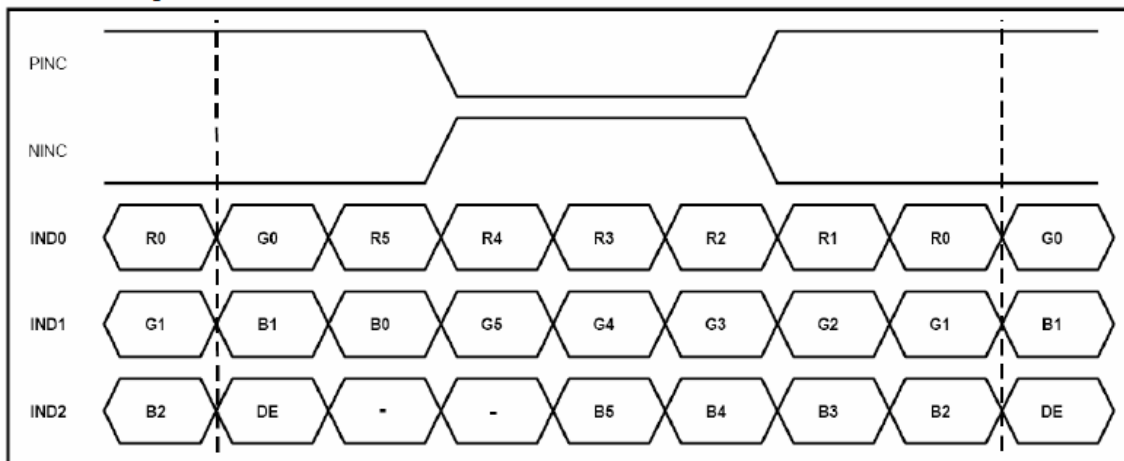 PINC
NINC
IND0 R0 G0 R5 R4 R3 R2 R1 R0 G0
IND1 G1 B1 B0 G5 G4 G3 G2 G1 B1
IND2 B2 DE - - B5 B4 B3 B2 DE